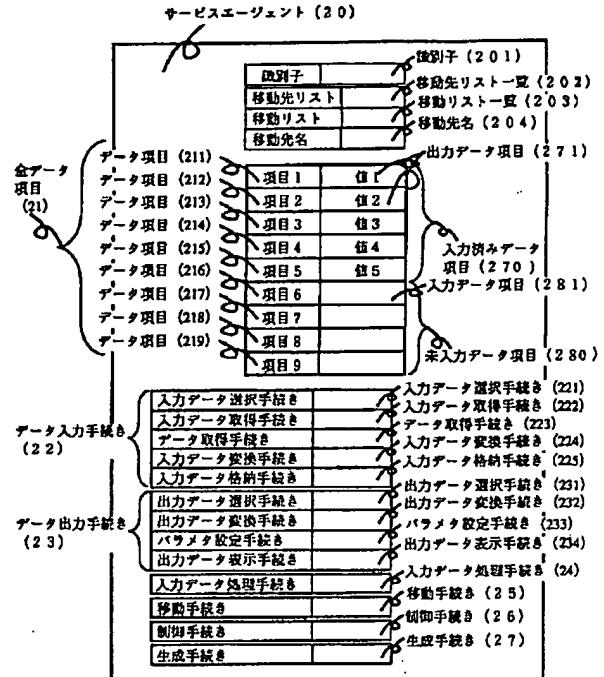 サービスエージェント (20)
識別子
識別子 (201)
移動先リスト
移動先リスト一覧 (202)
移動リスト
移動リスト一覧 (203)
移動先名
移動先名 (204)
全データ
項目
(21)
データ項目 (211)
データ項目 (212)
データ項目 (213)
データ項目 (214)
データ項目 (215)
データ項目 (216)
データ項目 (217)
データ項目 (218)
データ項目 (219)
項目1 値1
項目2 値2
項目3 値3
項目4 値4
項目5 値5
項目6
項目7
項目8
項目9
出力データ項目 (271)
入力済みデータ
項目 (270)
入力データ項目 (281)
未入力データ項目 (280)
データ入力手続き
(22)
入力データ選択手続き
入力データ取得手続き
データ取得手続き
入力データ変換手続き
入力データ格納手続き
入力データ選択手続き (221)
入力データ取得手続き (222)
データ取得手続き (223)
入力データ変換手続き (224)
入力データ格納手続き (225)
データ出力手続き
(23)
出力データ選択手続き
出力データ変換手続き
パラメタ設定手続き
出力データ表示手続き
出力データ選択手続き (231)
出力データ変換手続き (232)
パラメタ設定手続き (233)
出力データ表示手続き (234)
入力データ処理手続き
入力データ処理手続き (24)
移動手続き
移動手続き (25)
制御手続き
制御手続き (26)
生成手続き
生成手続き (27)